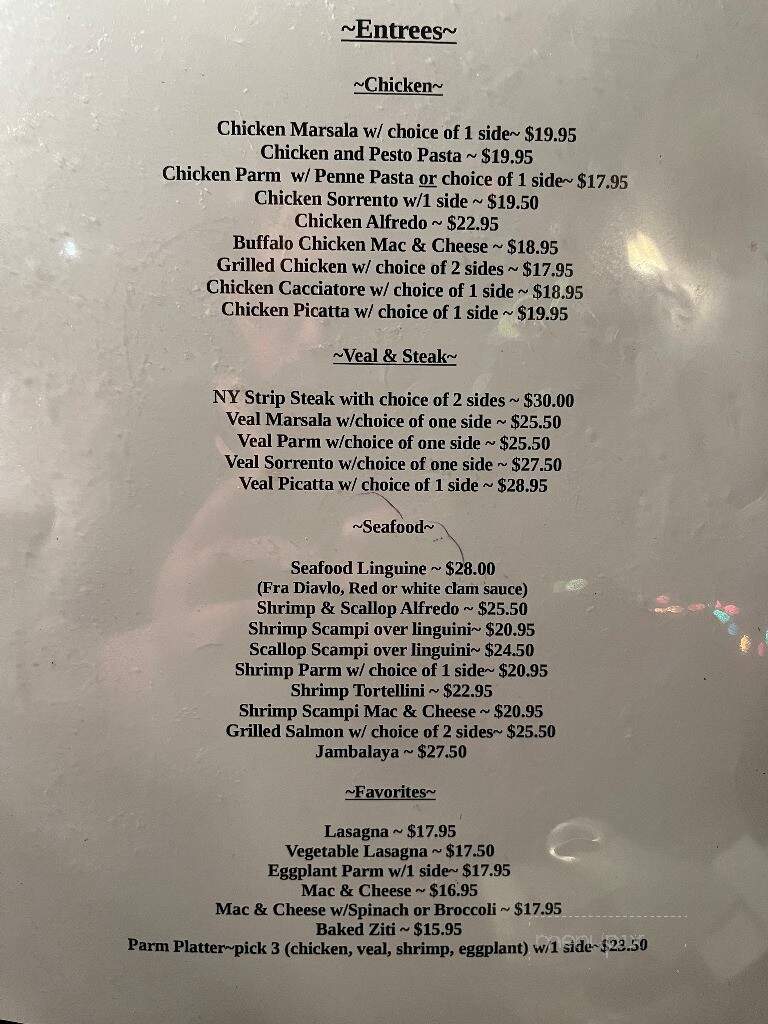 ~Entrees~
~Chicken~
Chicken Marsala w/ choice of 1 side~ $19.95
Chicken and Pesto Pasta ~ $19.95
Chicken Parm w/ Penne Pasta or choice of 1 side~ $17.95
Chicken Sorrento w/1 side ~ $19.50
Chicken Alfredo ~ $22.95
Buffalo Chicken Mac & Cheese ~ $18.95
Grilled Chicken w/ choice of 2 sides ~ $17.95
Chicken Cacciatore w/ choice of 1 side ~ $18.95
Chicken Picatta w/ choice of 1 side ~ $19.95
~Veal & Steak~
NY Strip Steak with choice of 2 sides ~ $30.00
Veal Marsala w/choice of one side ~ $25.50
Veal Parm w/choice of one side ~ $25.50
Veal Sorrento w/choice of one side ~ $27.50
Veal Picatta w/ choice of 1 side ~ $28.95
~Seafood~
Seafood Linguine ~ $28.00
(Fra Diavlo, Red or white clam sauce)
Shrimp & Scallop Alfredo ~ $25.50
Shrimp Scampi over linguini~ $20.95
Scallop Scampi over linguini~ $24.50
Shrimp Parm w/ choice of 1 side~ $20.95
Shrimp Tortellini ~ $22.95
Shrimp Scampi Mac & Cheese ~ $20.95
Grilled Salmon w/ choice of 2 sides~ $25.50
Jambalaya ~ $27.50
~Favorites~
Lasagna ~ $17.95
Vegetable Lasagna ~ $17.50
Eggplant Parm w/1 side~ $17.95
Mac & Cheese ~ $16.95
Mac & Cheese w/Spinach or Broccoli ~ $17.95
Baked Ziti ~ $15.95
Parm Platter~pick 3 (chicken, veal, shrimp, eggplant) w/1 side~$23.50